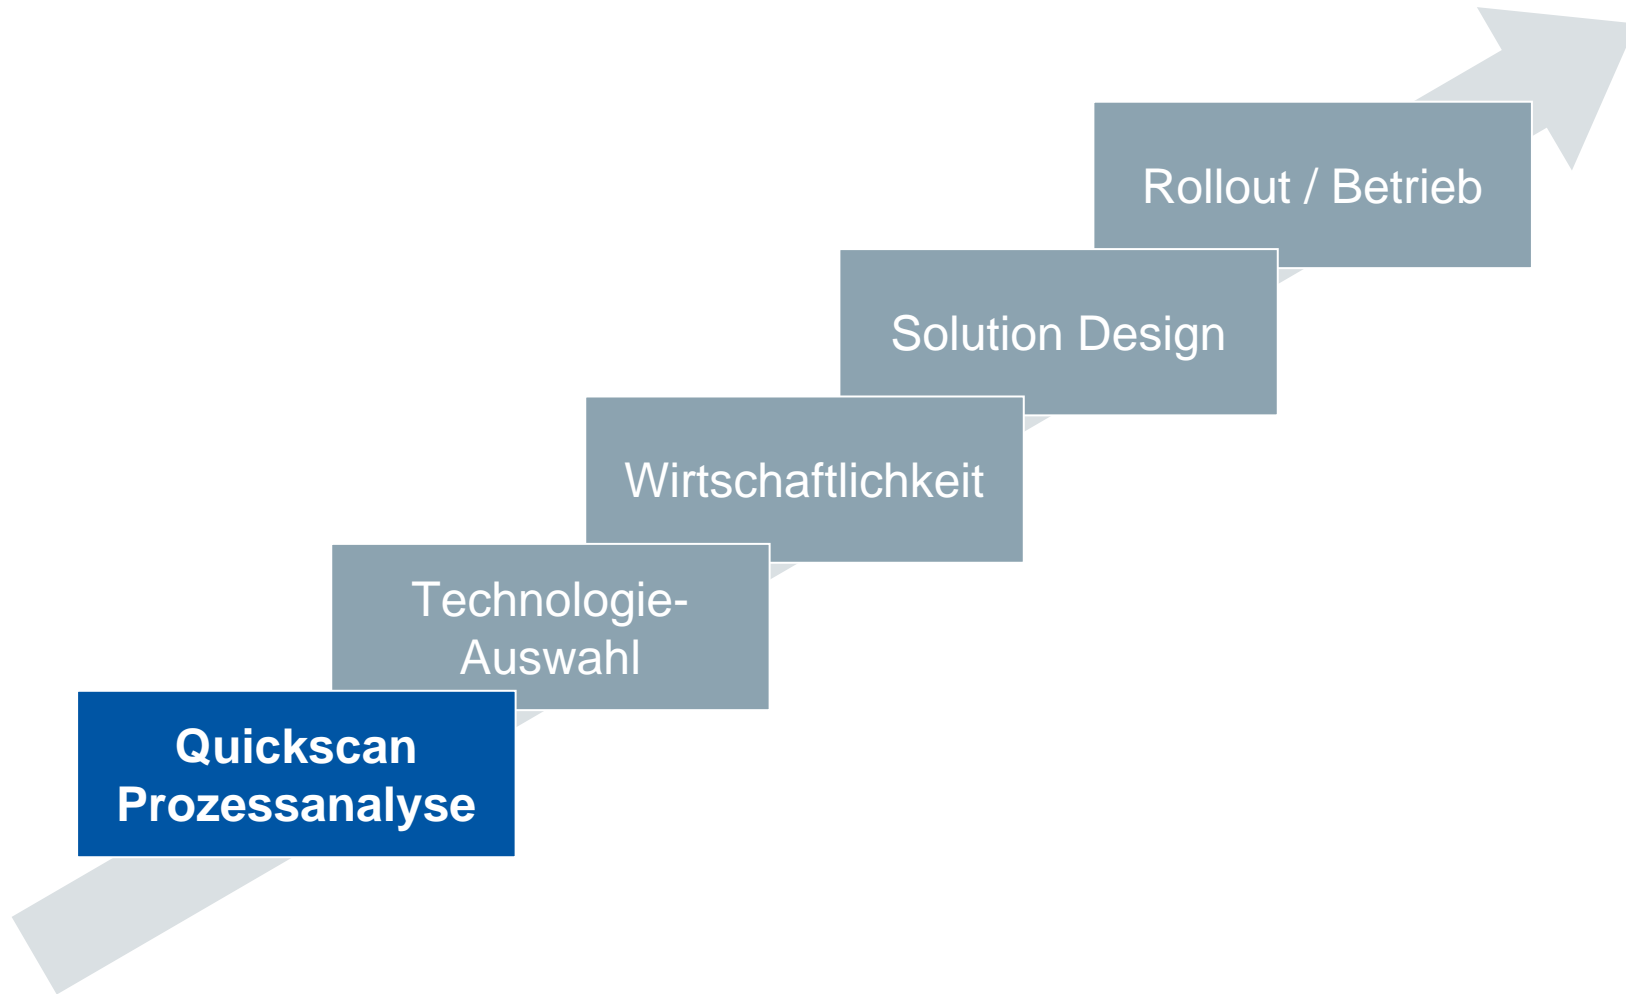 Rollout / Betrieb
Solution Design
Wirtschaftlichkeit
Technologie-
Auswahl
Quickscan
Prozessanalyse